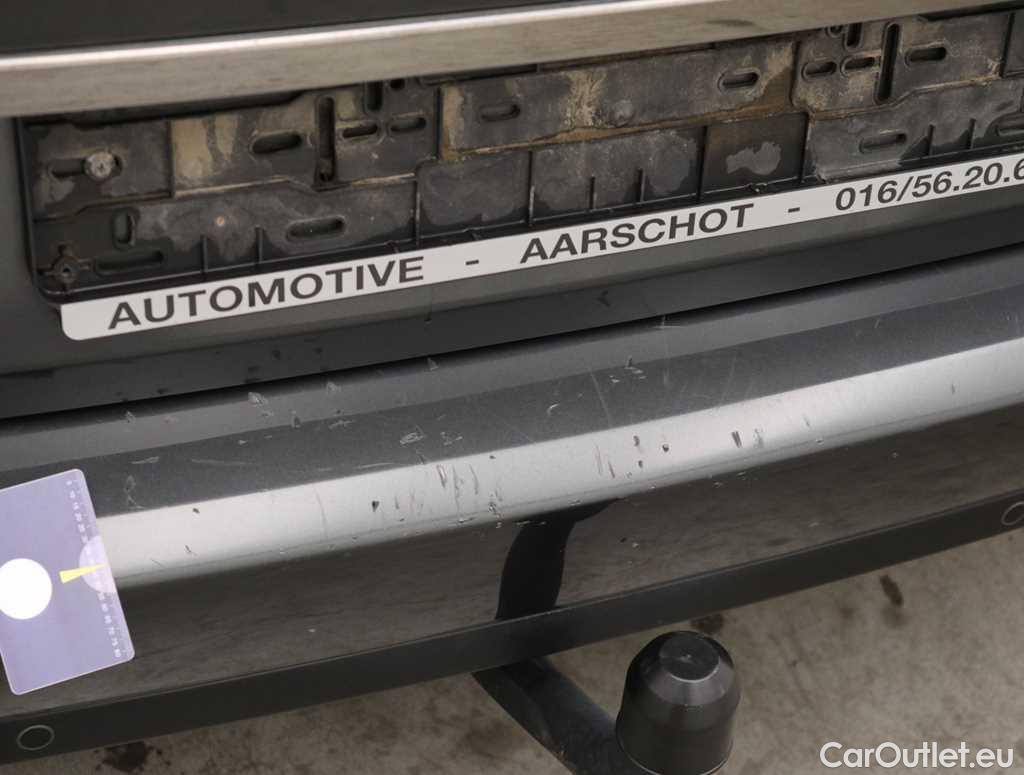 AUTOMOTIVE - AARSCHOT - 016/56.20.6
CarOutlet.eu